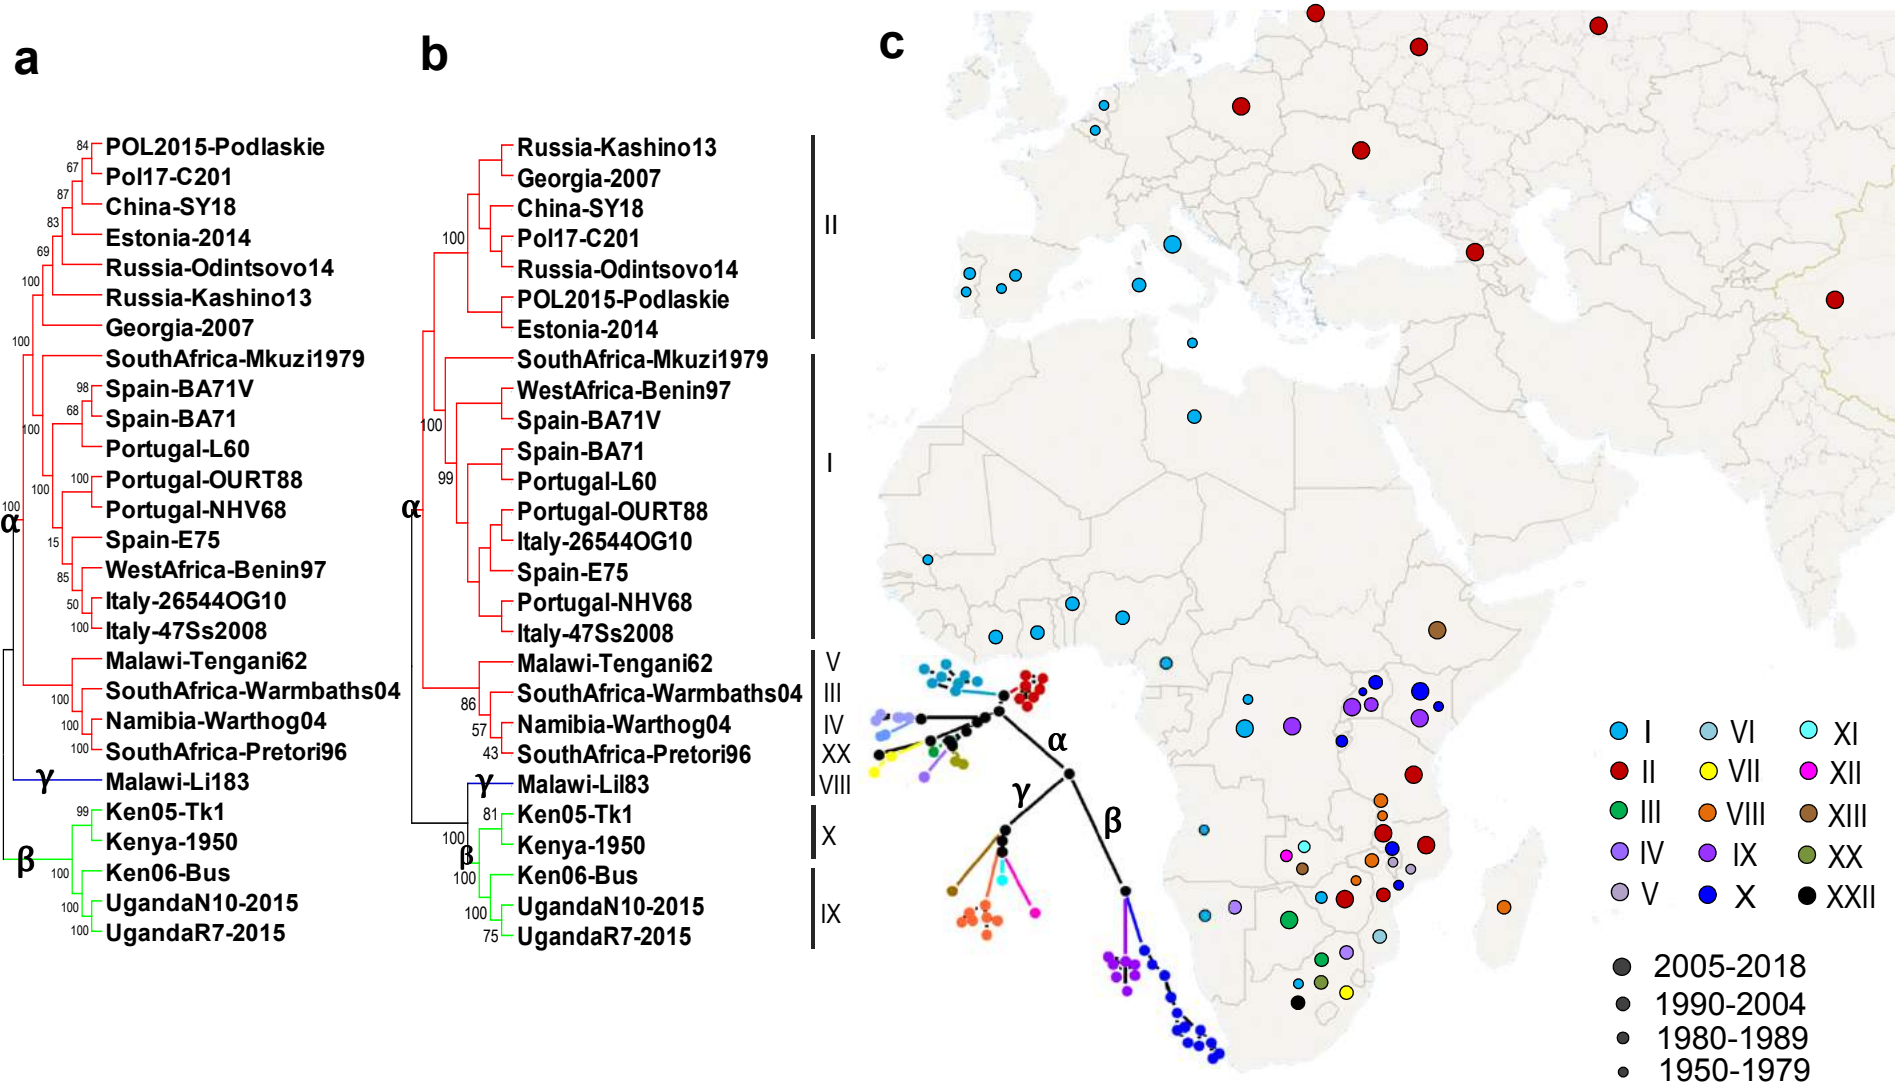 a
84
POL2015-Podlaskie
67
Pol17-C201
87
China-SY18
83
Estonia-2014
69
Russia-Odintsovo14
100
Russia-Kashino13
Georgia-2007
100
SouthAfrica-Mkuzi1979
98
Spain-BA71V
68
Spain-BA71
100
Portugal-L60
100
Portugal-OURT88
100
Portugal-NHV68
100
α
15
Spain-E75
85
WestAfrica-Benin97
50
Italy-26544OG10
100
Italy-47Ss2008
Malawi-Tengani62
100
SouthAfrica-Warmbaths04
100
Namibia-Warthog04
100
SouthAfrica-Pretori96
γ
Malawi-Li183
99
Ken05-Tk1
Kenya-1950
β
100
Ken06-Bus
100
UgandaN10-2015
100
UgandaR7-2015
b
Russia-Kashino13
Georgia-2007
China-SY18
100
Pol17-C201
Russia-Odintsovo14
POL2015-Podlaskie
Estonia-2014
II
SouthAfrica-Mkuzi1979
WestAfrica-Benin97
100
Spain-BA71V
Spain-BA71
99
Portugal-L60
α
Portugal-OURT88
Italy-26544OG10
Spain-E75
Portugal-NHV68
Italy-47Ss2008
I
Malawi-Tengani62
V
86
SouthAfrica-Warmbaths04
III
57
Namibia-Warthog04
IV
43
SouthAfrica-Pretori96
XX
γ
Malawi-Lil83
VIII
81
Ken05-Tk1
100
Kenya-1950
X
β
100
Ken06-Bus
100
UgandaN10-2015
IX
75
UgandaR7-2015
c
α
γ
β
I
VI
XI
II
VII
XII
III
VIII
XIII
IV
IX
XX
V
X
XXII
2005-2018
1990-2004
1980-1989
1950-1979